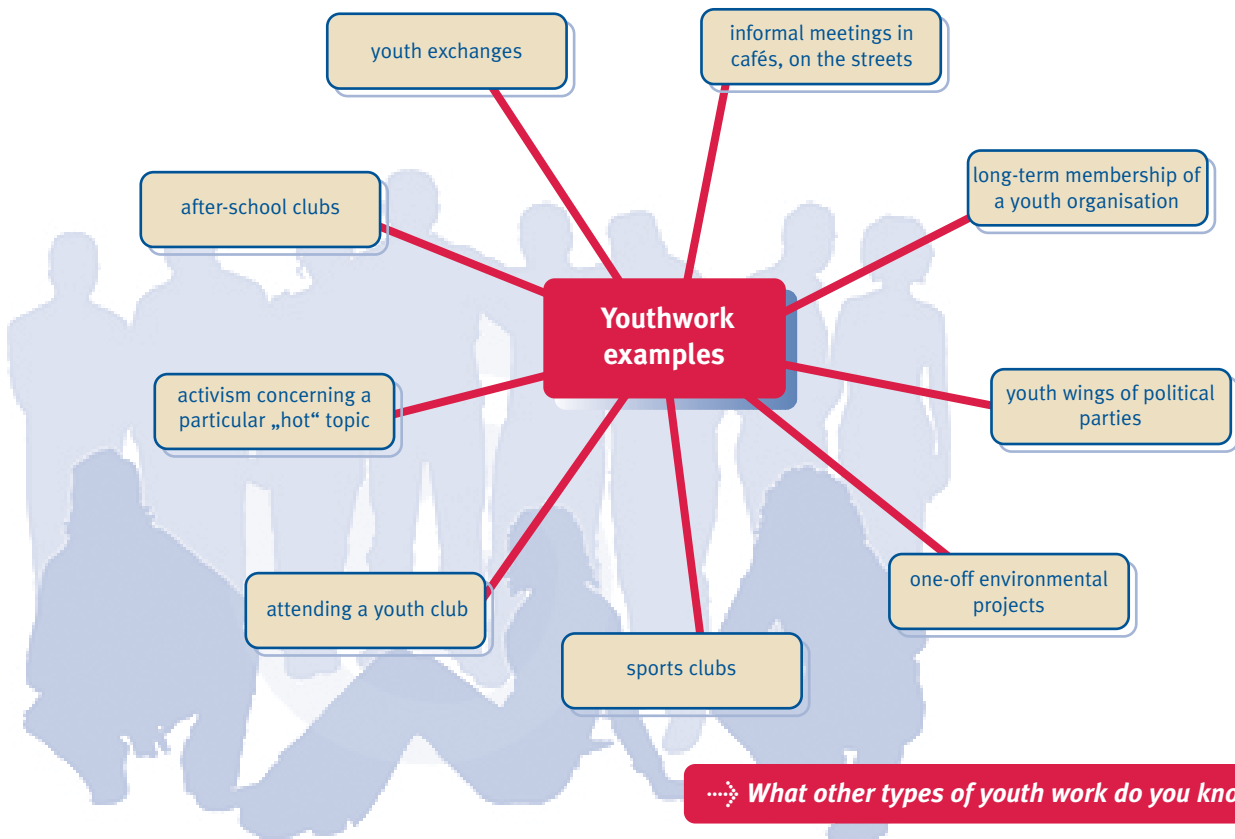 youth exchanges
informal meetings in
cafés, on the streets
after-school clubs
long-term membership of
a youth organisation
Youthwork
examples
activism concerning a
particular „hot“ topic
youth wings of political
parties
attending a youth club
one-off environmental
projects
sports clubs
What other types of youth work do you kno